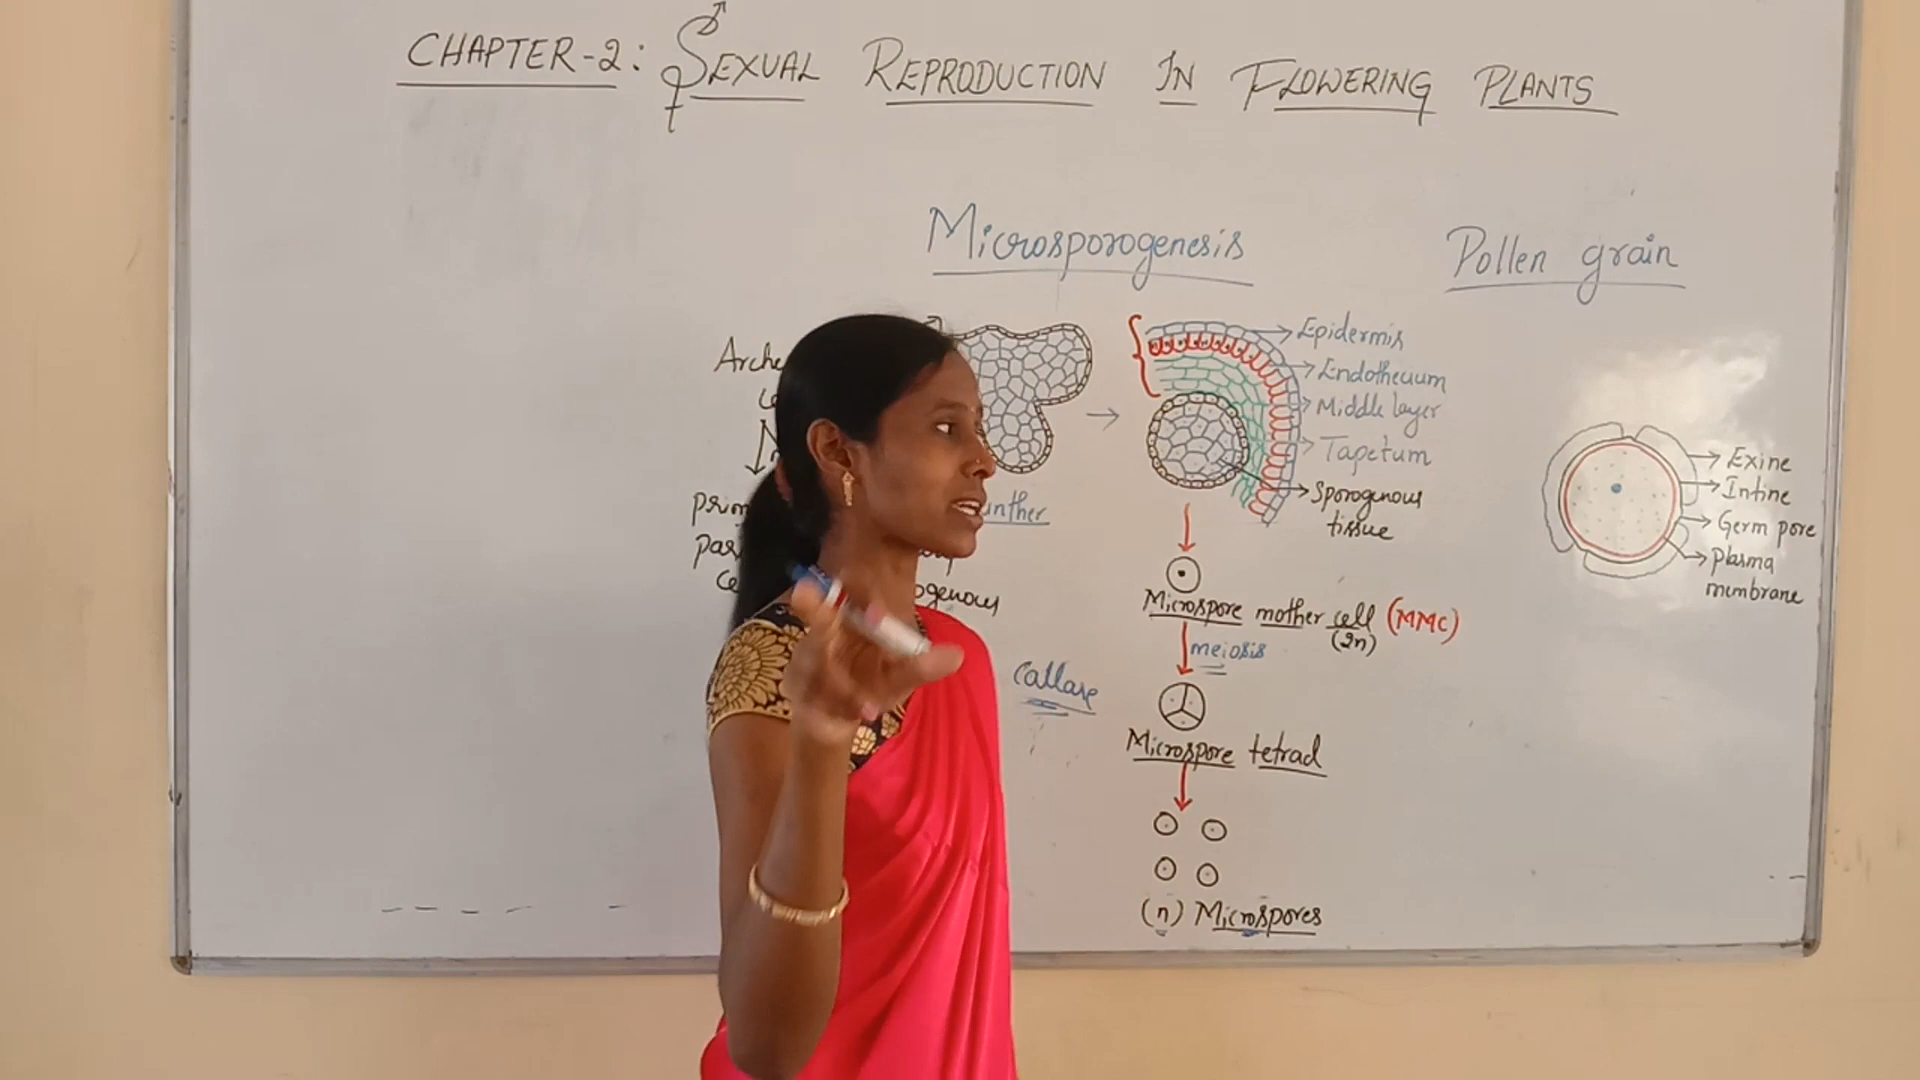 CHAPTER-2: SEXUAL REPRODUCTION IN FLOWERING PLANTS
Microsporogenesis
Pollen grain
Epidermis
Endothecium
Middle layer
Tapetum
Sporogenous
tissue
Microspore mother cell (MMC)
(2n)
meiosis
Callase
Microspore tetrad
(n) Microspores
Exine
Intine
Germ pore
plasma
membrane